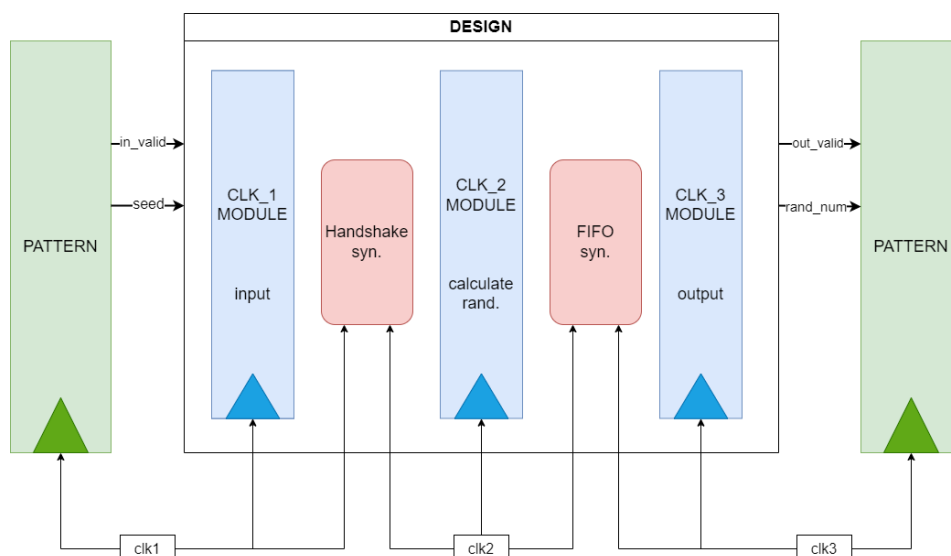 DESIGN
PATTERN
in_valid
seed
CLK_1
MODULE
input
Handshake
syn.
CLK_2
MODULE
calculate
rand.
FIFO
syn.
CLK_3
MODULE
output
out_valid
rand_num
PATTERN
clk1
clk2
clk3